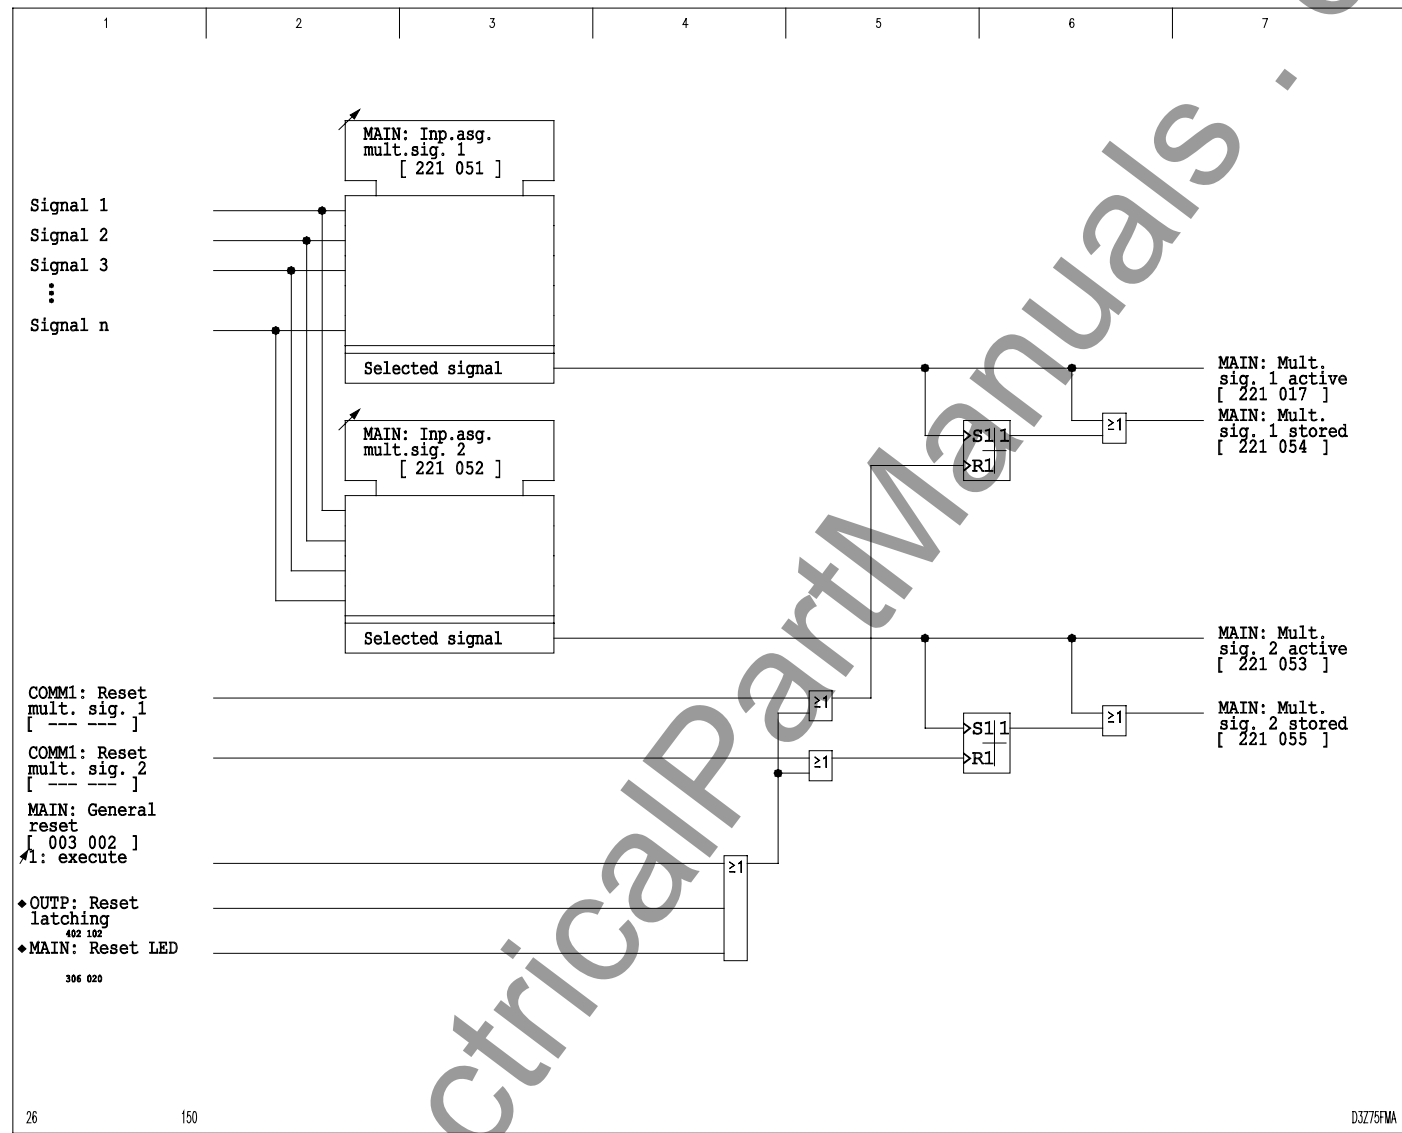 1 2 3 4 5 6 7
MAIN: Inp.asg.
mult.sig. 1
[ 221 051 ]
Signal 1
Signal 2
Signal 3
Signal n
Selected signal
MAIN: Mult.
sig. 1 active
[ 221 017 ]
MAIN: Mult.
sig. 1 stored
[ 221 054 ]
≥1
S1 1
R1
MAIN: Inp.asg.
mult.sig. 2
[ 221 052 ]
Selected signal
MAIN: Mult.
sig. 2 active
[ 221 053 ]
COMM1: Reset
mult. sig. 1
[ --- --- ]
≥1
MAIN: Mult.
sig. 2 stored
[ 221 055 ]
≥1
S1 1
R1
COMM1: Reset
mult. sig. 2
[ --- --- ]
≥1
MAIN: General
reset
[ 003 002 ]
1: execute
≥1
OUTP: Reset
latching
402 102
MAIN: Reset LED
306 020
26 150 D3Z75FMA
ctricalPartManuals .